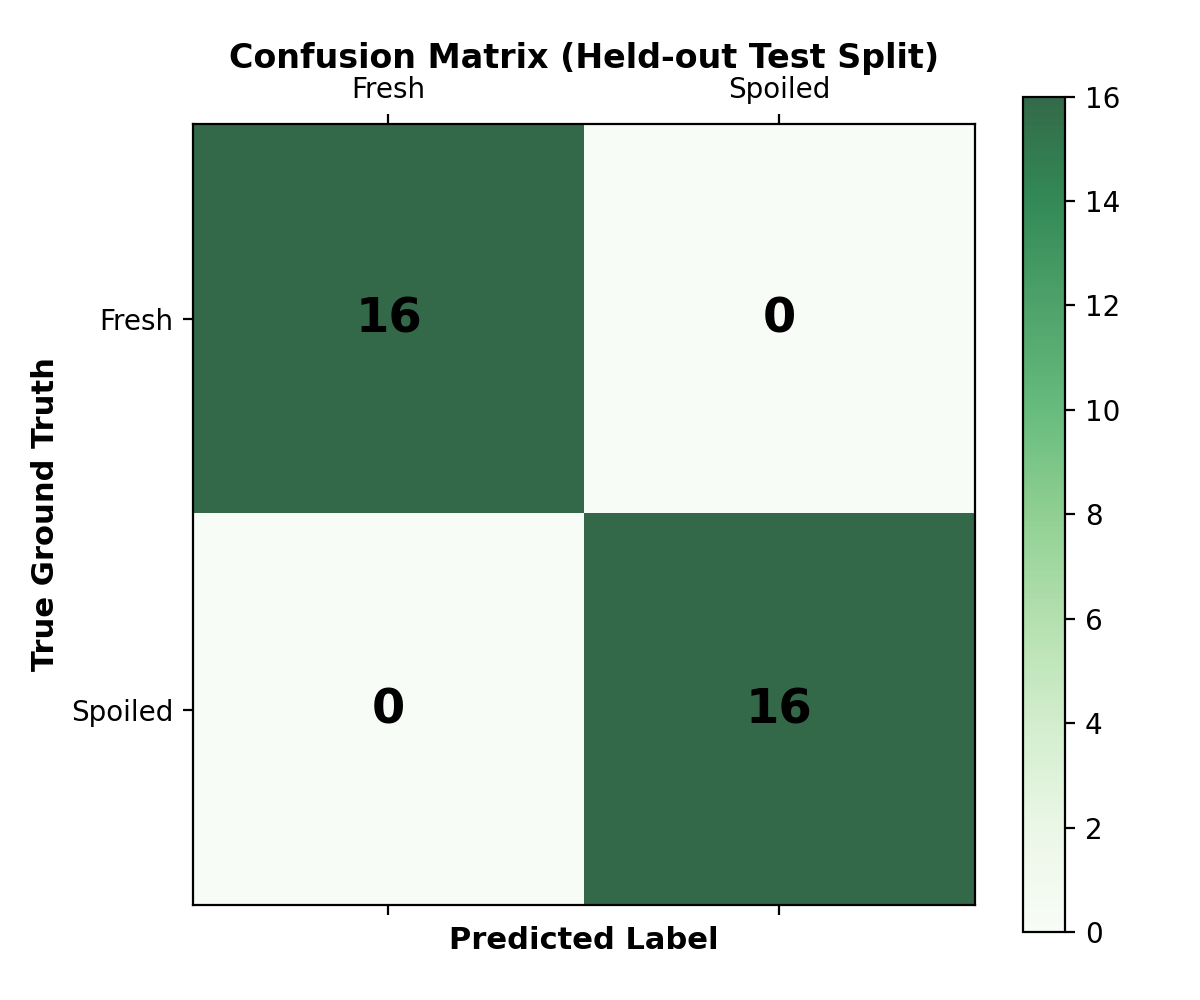 Confusion Matrix (Held-out Test Split)
Fresh Spoiled
16
14
12
10
8
6
4
2
0
True Ground Truth
Fresh 16 0
Spoiled 0 16
Predicted Label